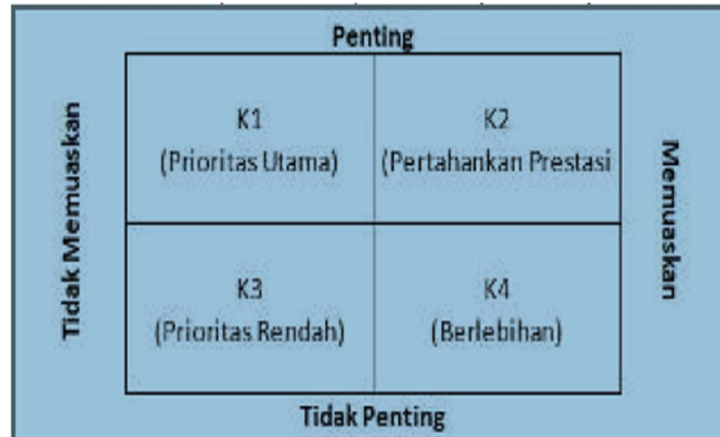 Penting
Tidak Memuaskan
K1
(Prioritas Utama)
K2
(Pertahankan Prestasi
Memuaskan
K3
(Prioritas Rendah)
K4
(Berlebihan)
Tidak Penting